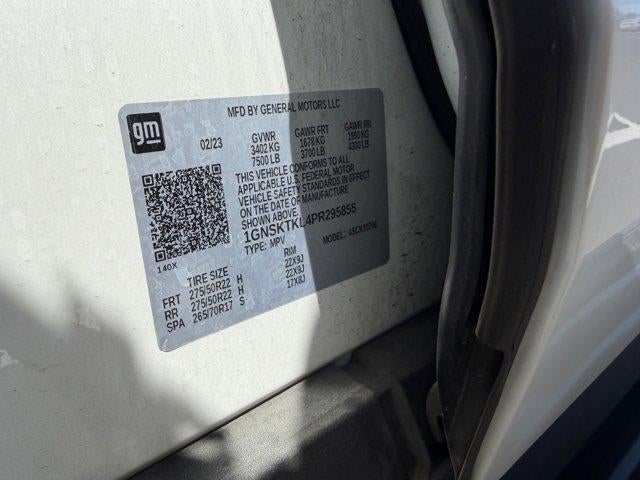 MFD BY GENERAL MOTORS LLC
gm
02/23
GVWR GAWR FRT GAWR RR
3402 KG 1678 KG 1950 KG
7500 LB 3700 LB 4300 LB
THIS VEHICLE CONFORMS TO ALL
APPLICABLE U.S. FEDERAL MOTOR
VEHICLE SAFETY STANDARDS IN EFFECT
ON THE DATE OF MANUFACTURE
SHOWN ABOVE.
1GNSKTKL4PR295855
TYPE: MPV MODEL: 4SCK10706
140X
TIRE SIZE RIM
FRT 275/50R22 H 22X9J
RR 275/50R22 H 22X9J
SPA 265/70R17 S 17X8J